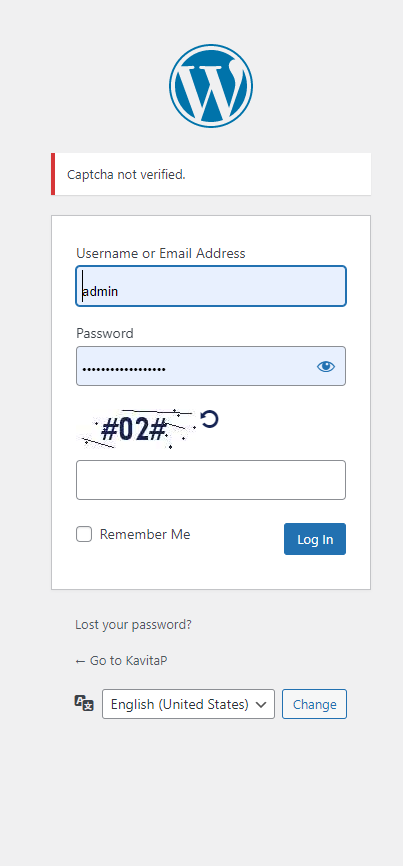 Captcha not verified.
Username or Email Address
admin
Password
••••••••••••••••••
#02#
Remember Me
Log In
Lost your password?
← Go to KavitaP
English (United States)
Change